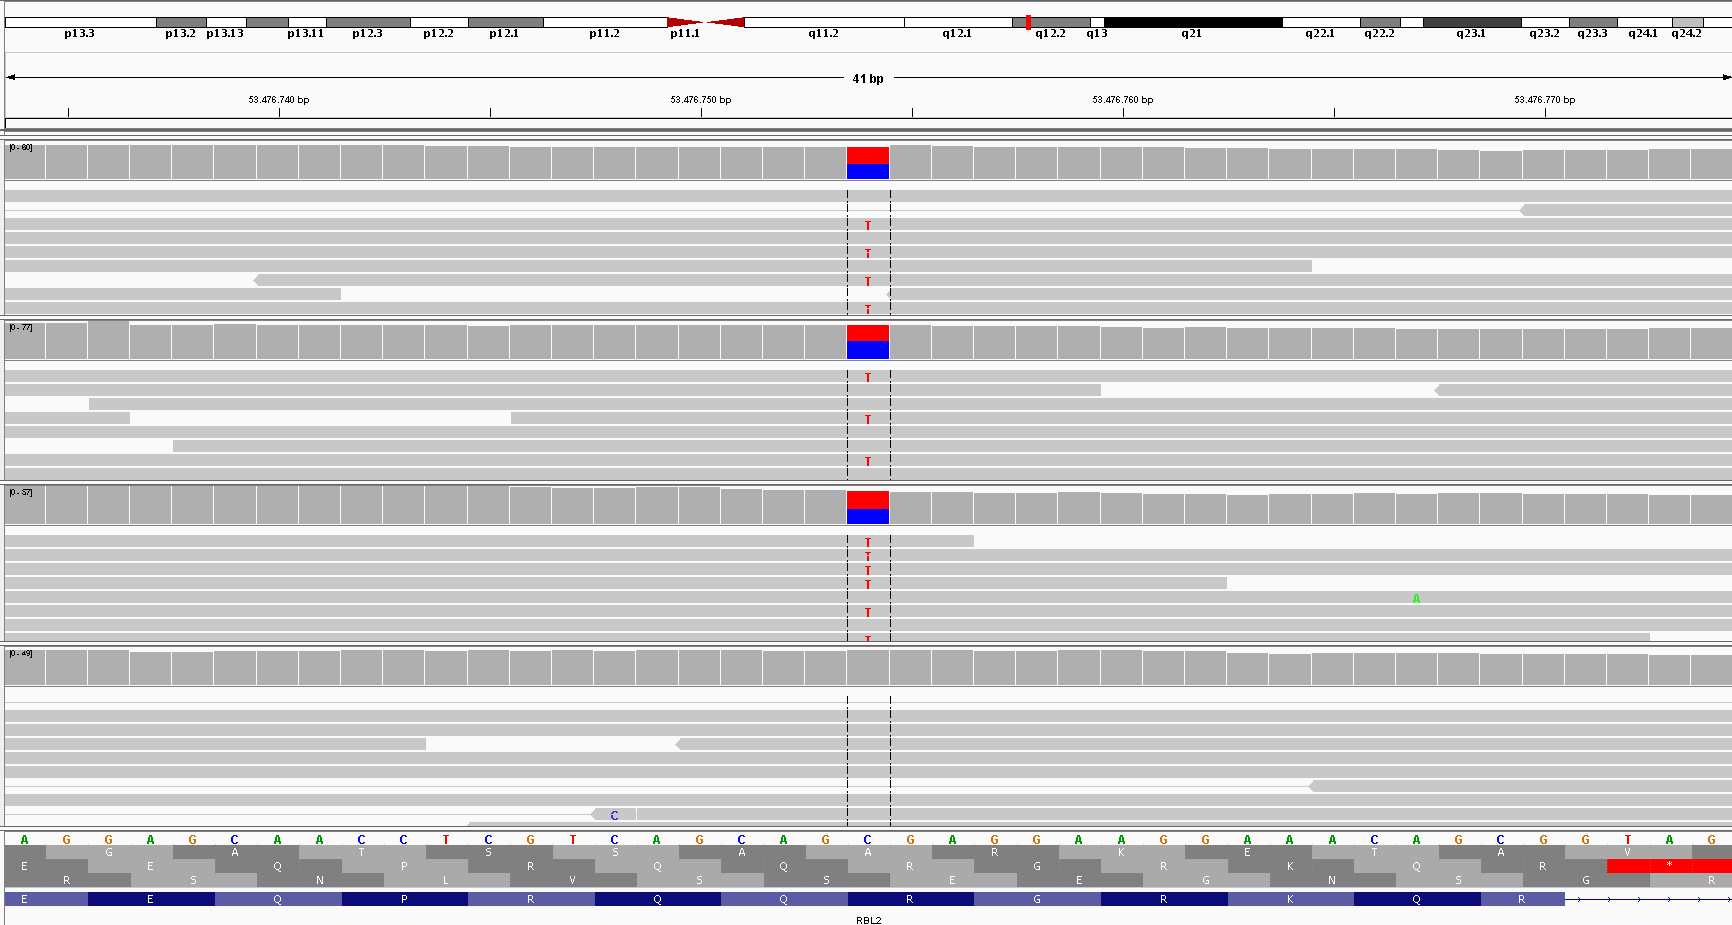 p13.3 p13.2 p13.13 p13.11 p12.3 p12.2 p12.1 p11.2 p11.1 q11.2 q12.1 q12.2 q13 q21 q22.1 q22.2 q23.1 q23.2 q23.3 q24.1 q24.2
41 bp
53.476.740 bp 53.476.750 bp 53.476.760 bp 53.476.770 bp
[0 - 60]
T
T
T
T
[0 - 77]
T
T
T
[0 - 57]
T
T
T
T
A
T
T
[0 - 49]
C
A G G A G C A A C C T C G T C A G C A G C G A G G A A G G A A A C A G C G G T A G
G A T S S A A R K E T A V
E E Q P R Q Q R G R K Q R *
R S N L V S S E E G N S G R
E E Q P R Q Q R G R K Q R
RBL2